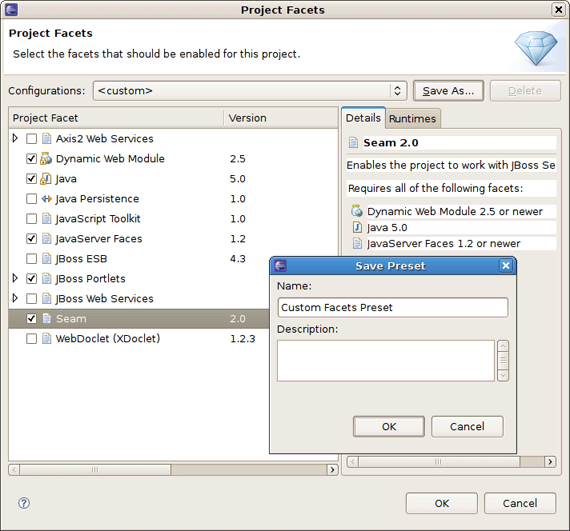 Project Facets
Project Facets
Select the facets that should be enabled for this project.
Configurations: <custom> Save As... Delete
Project Facet Version
Axis2 Web Services
Dynamic Web Module 2.5
Java 5.0
Java Persistence 1.0
JavaScript Toolkit 1.0
JavaServer Faces 1.2
JBoss ESB 4.3
JBoss Portlets
JBoss Web Services
Seam 2.0
WebDoclet (XDoclet) 1.2.3
Details Runtimes
Seam 2.0
Enables the project to work with JBoss Se
Requires all of the following facets:
Dynamic Web Module 2.5 or newer
Java 5.0
JavaServer Faces 1.2 or newer
Save Preset
Name:
Custom Facets Preset
Description:
OK Cancel
OK Cancel